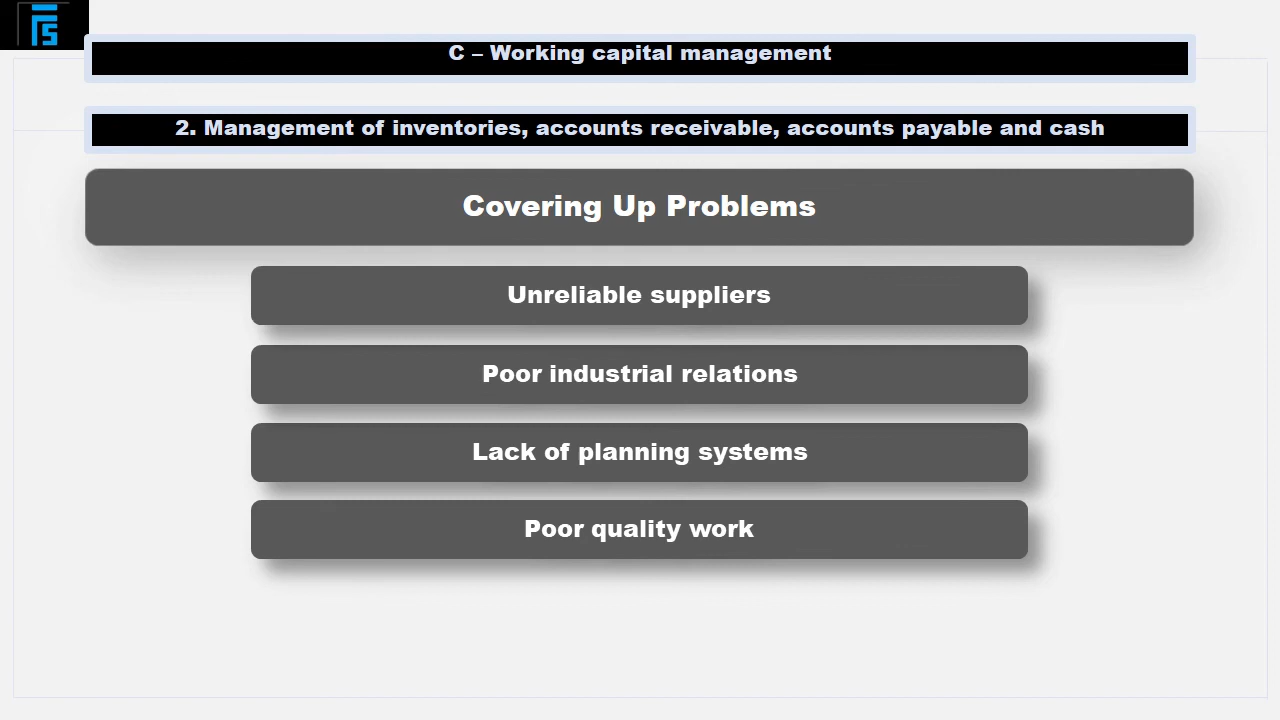 C – Working capital management
2. Management of inventories, accounts receivable, accounts payable and cash
Covering Up Problems
Unreliable suppliers
Poor industrial relations
Lack of planning systems
Poor quality work